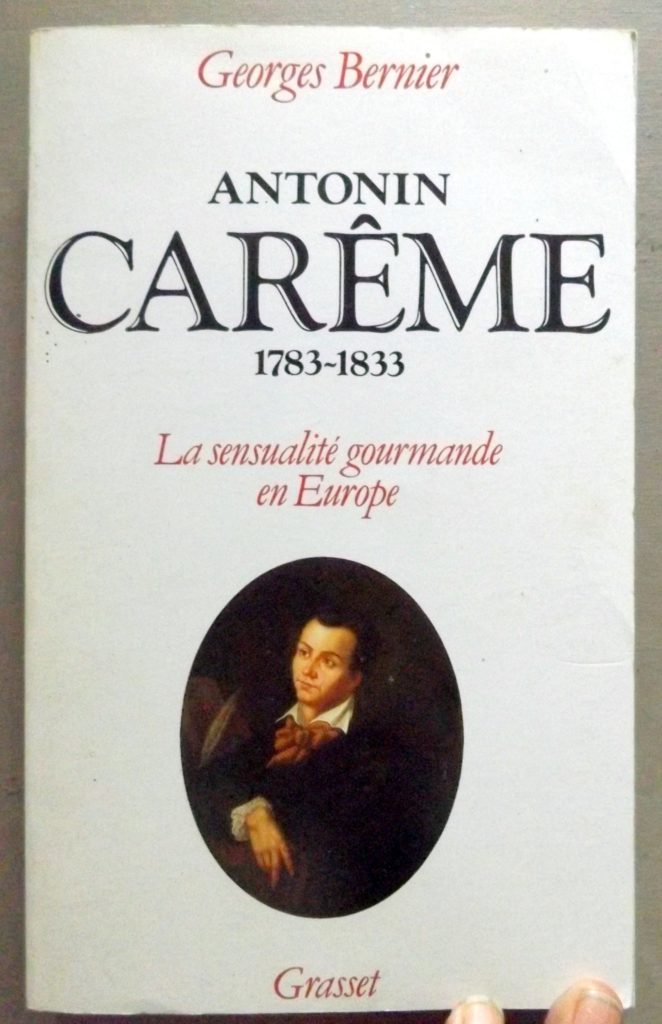 Georges Bernier
ANTONIN
CARÊME
1783~1833
La sensualité gourmande
en Europe
Grasset